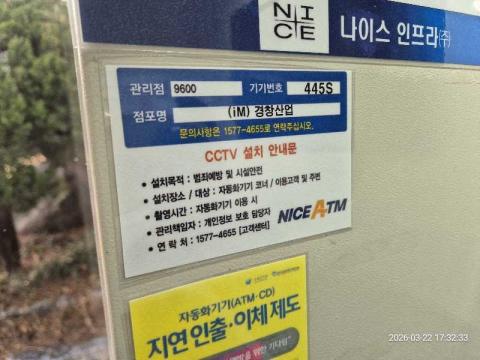 NICE
나이스 인프라(주)
관리점 9600 기기번호 445S
점포명 (iM) 경창산업
문의사항은 1577-4655로 연락주십시오.
CCTV 설치 안내문
• 설치목적 : 범죄예방 및 시설안전
• 설치장소 / 대상 : 자동화기기 코너 / 이용고객 및 주변
• 촬영시간 : 자동화기기 이용 시
• 관리책임자 : 개인정보 보호 담당자
• 연 락 처 : 1577-4655 [고객센터]
NICE ATM
자동화기기(ATM·CD)
지연 인출·이체 제도
위한 기다림"
2026-03-22 17:32:33